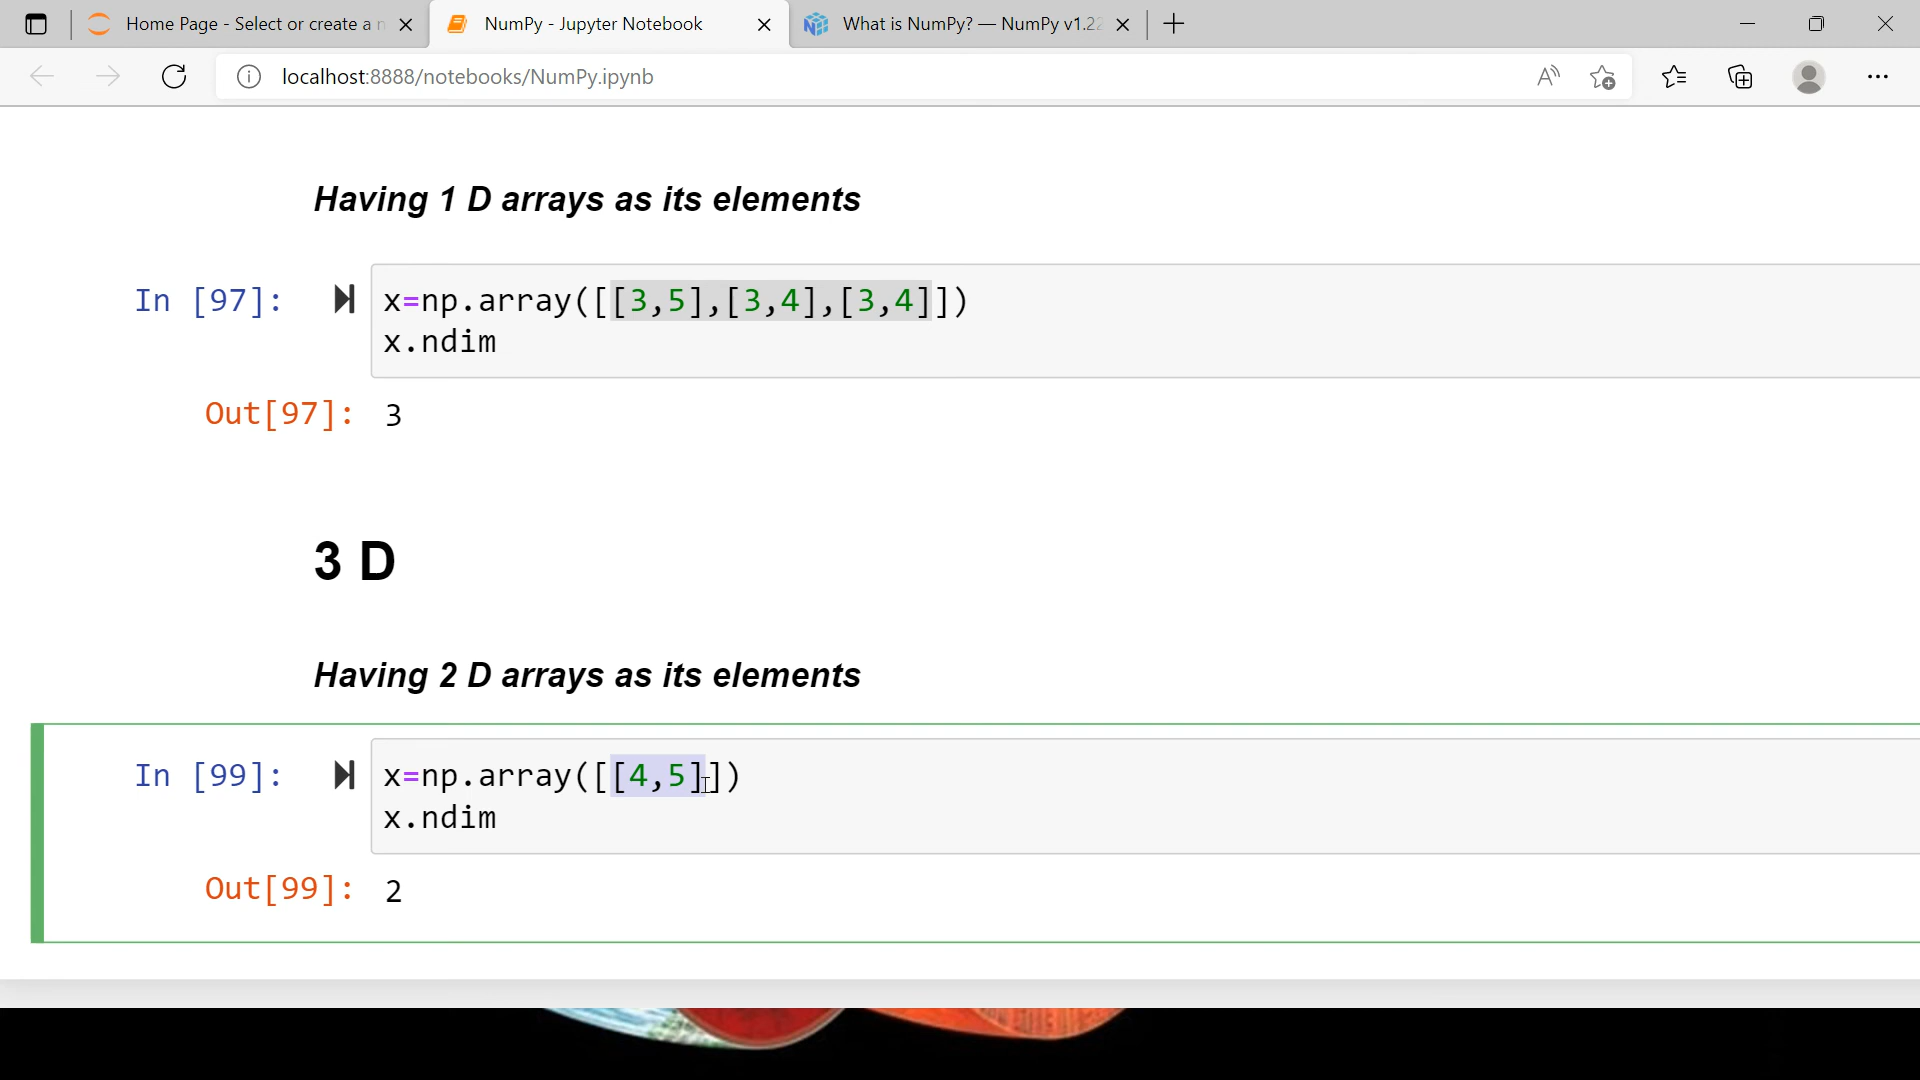 Home Page - Select or create a n
NumPy - Jupyter Notebook
What is NumPy? — NumPy v1.22
localhost:8888/notebooks/NumPy.ipynb
Having 1 D arrays as its elements
In [97]: x=np.array([[3,5],[3,4],[3,4]])
x.ndim
Out[97]: 3
3 D
Having 2 D arrays as its elements
In [99]: x=np.array([[4,5]])
x.ndim
Out[99]: 2